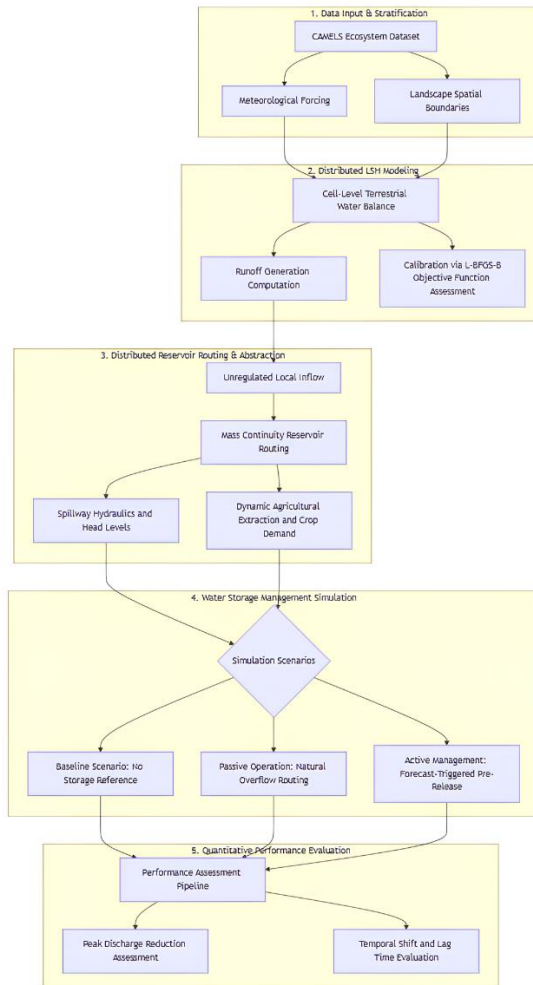 1. Data Input & Stratification
CAMELS Ecosystem Dataset
Meteorological Forcing
Landscape Spatial
Boundaries
2. Distributed LSH Modeling
Cell-Level Terrestrial
Water Balance
Runoff Generation
Computation
Calibration via L-BFGS-B
Objective Function
Assessment
3. Distributed Reservoir Routing & Abstraction
Unregulated Local Inflow
Mass Continuity Reservoir
Routing
Spillway Hydraulics and
Head Levels
Dynamic Agricultural
Extraction and Crop
Demand
4. Water Storage Management Simulation
Simulation Scenarios
Baseline Scenario: No
Storage Reference
Passive Operation: Natural
Overflow Routing
Active Management:
Forecast-Triggered Pre-
Release
5. Quantitative Performance Evaluation
Performance Assessment
Pipeline
Peak Discharge Reduction
Assessment
Temporal Shift and Lag
Time Evaluation